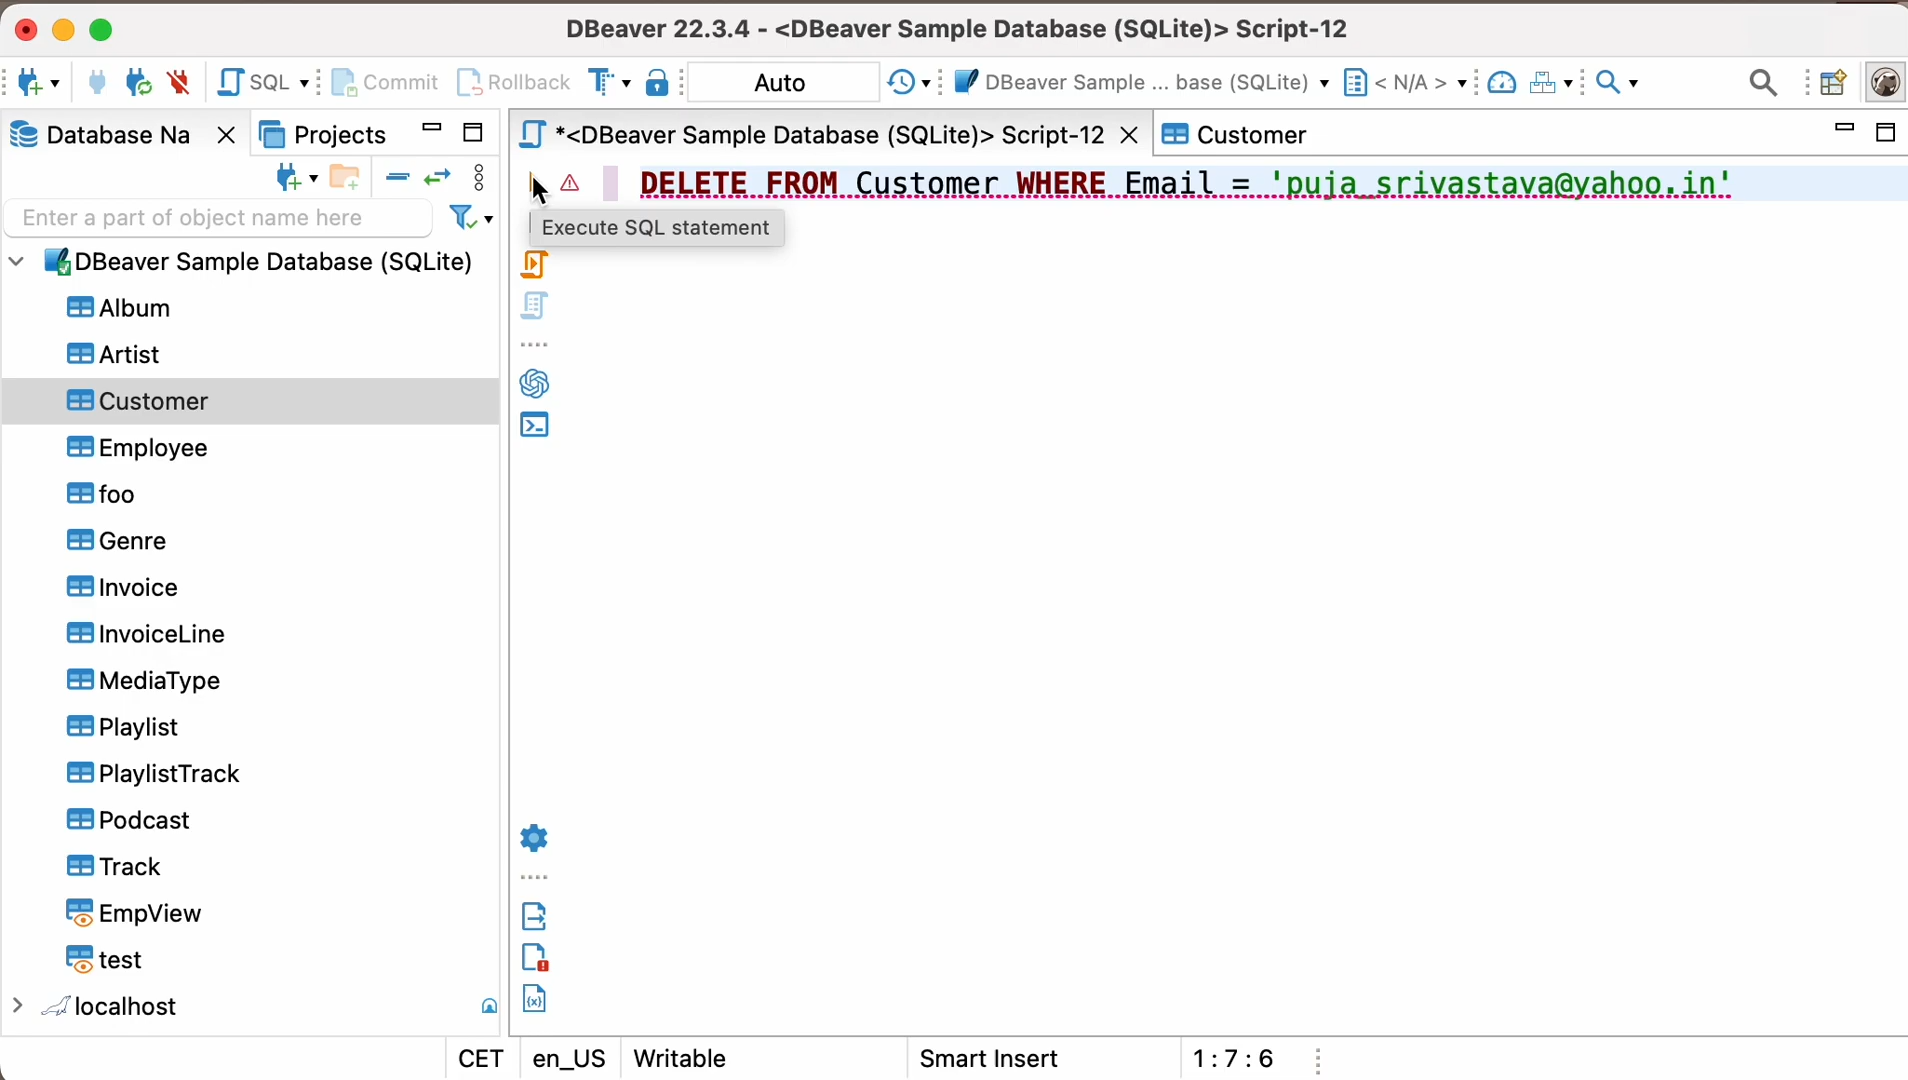 DBeaver 22.3.4 - <DBeaver Sample Database (SQLite)> Script-12
SQL Commit Rollback Auto DBeaver Sample ... base (SQLite) < N/A >
Database Na Projects
*<DBeaver Sample Database (SQLite)> Script-12 Customer
DELETE FROM Customer WHERE Email = 'puja_srivastava@yahoo.in'
Execute SQL statement
Enter a part of object name here
DBeaver Sample Database (SQLite)
Album
Artist
Customer
Employee
foo
Genre
Invoice
InvoiceLine
MediaType
Playlist
PlaylistTrack
Podcast
Track
EmpView
test
localhost
CET en_US Writable Smart Insert 1 : 7 : 6